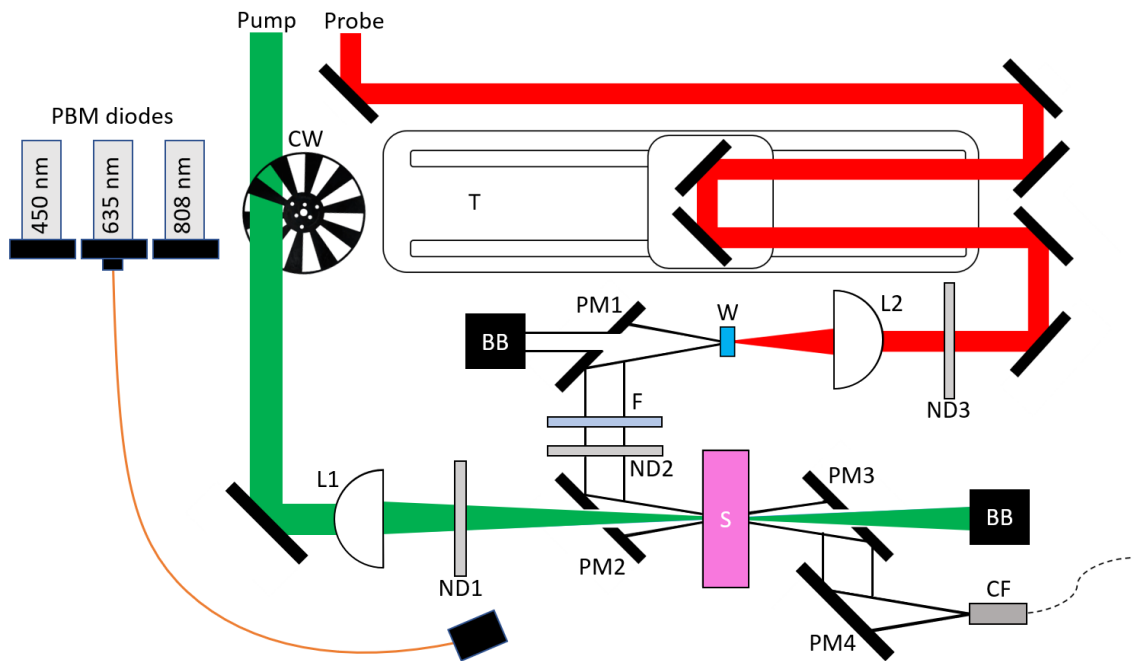 Pump
Probe
PBM diodes
450 nm
635 nm
808 nm
CW
T
PM1
W
L2
BB
ND3
F
ND2
L1
ND1
PM2
S
PM3
BB
PM4
CF